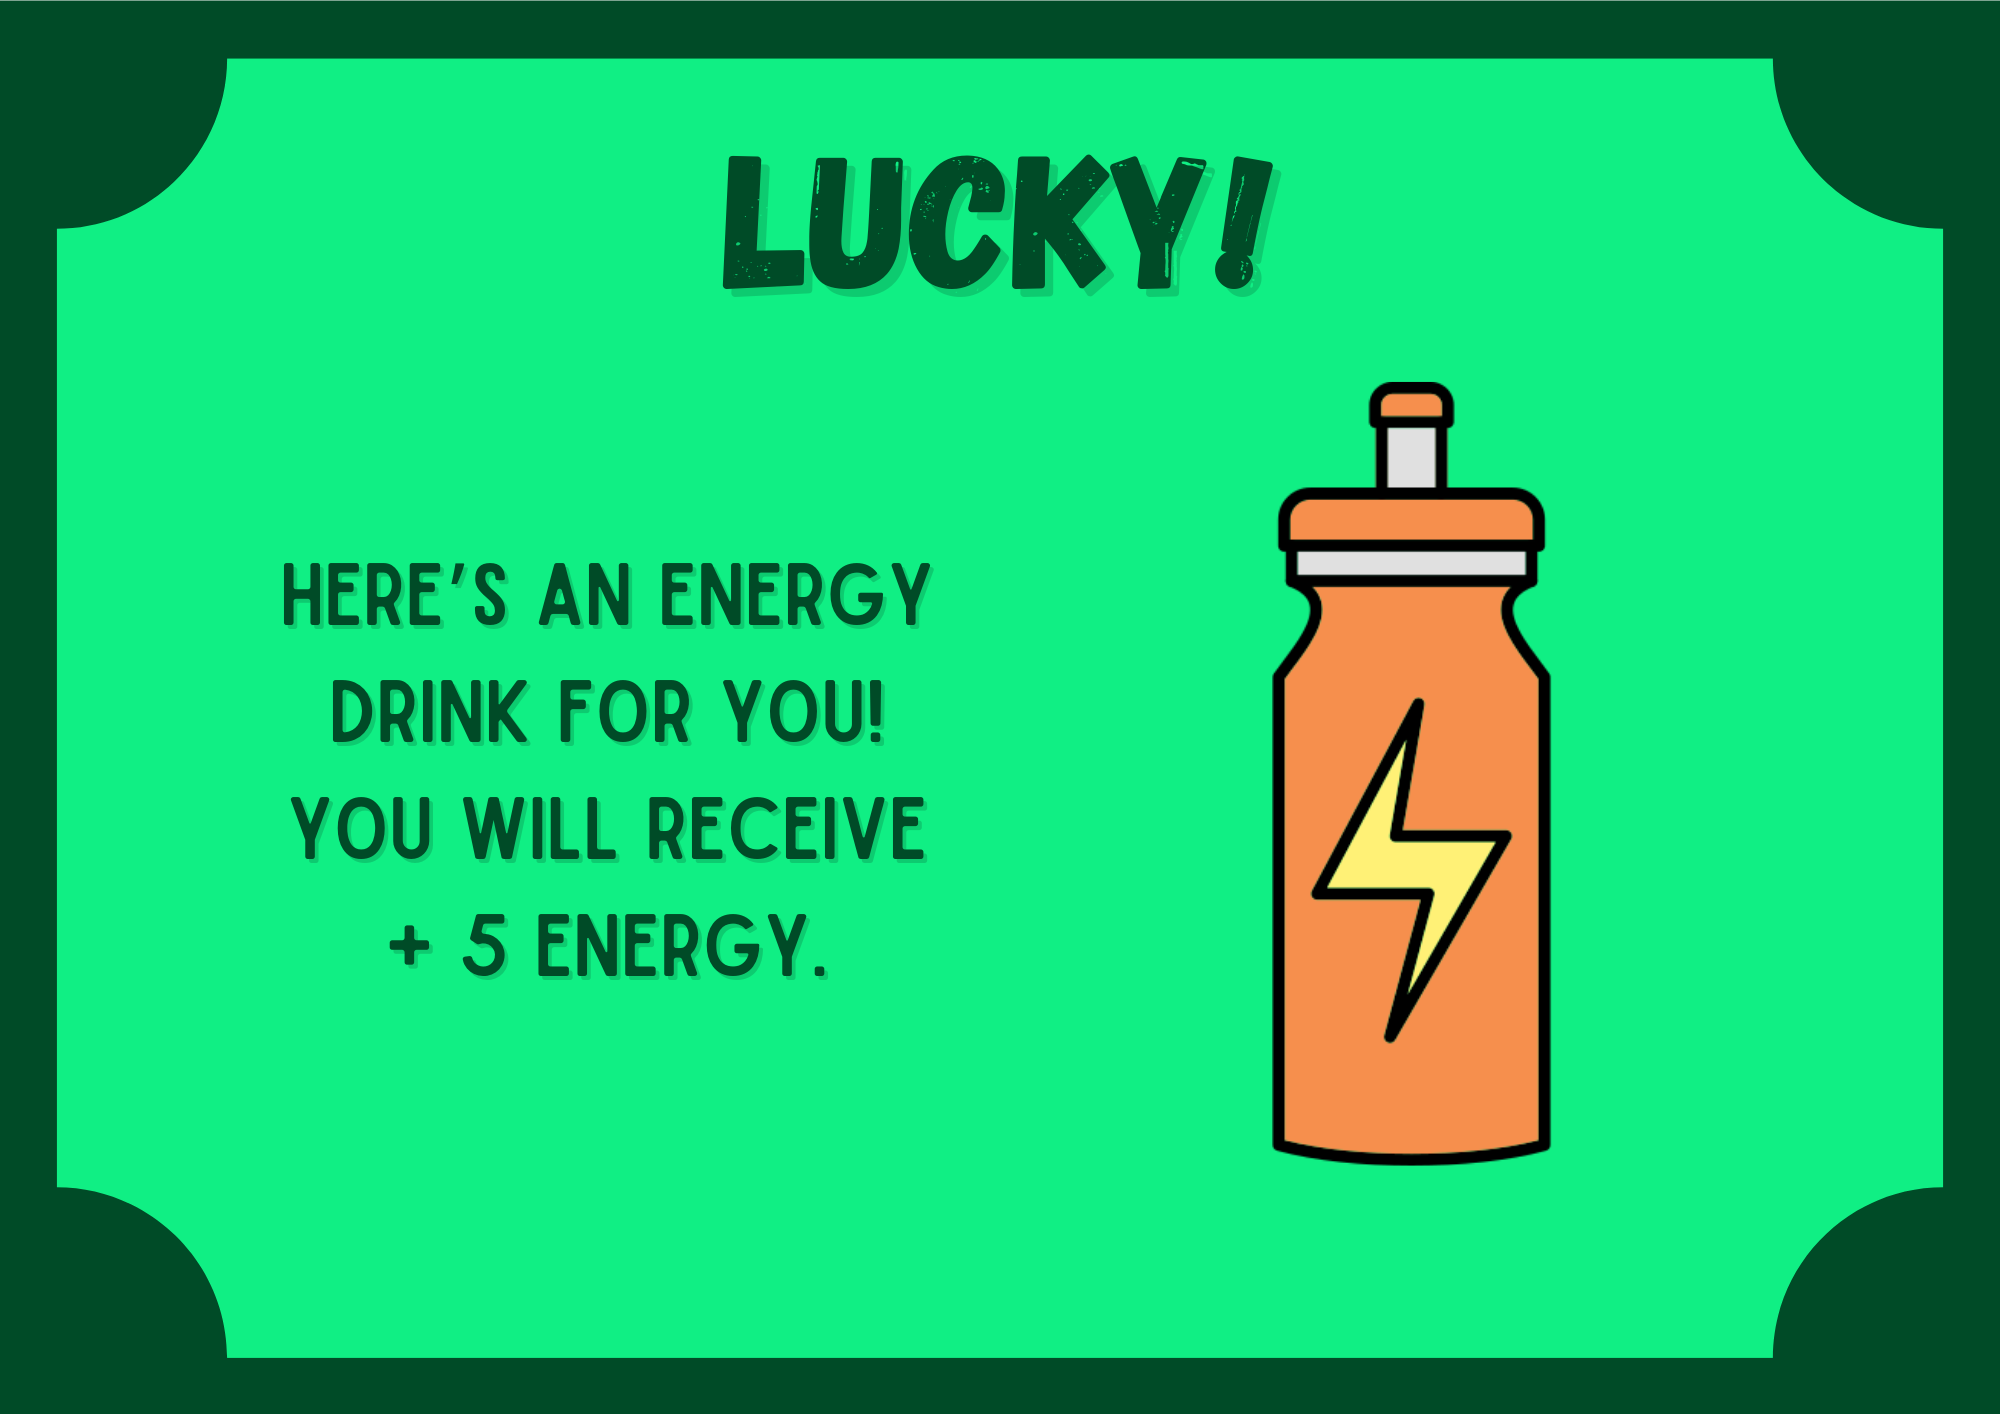 LUCKY!
HERE'S AN ENERGY
DRINK FOR YOU!
YOU WILL RECEIVE
+ 5 ENERGY.